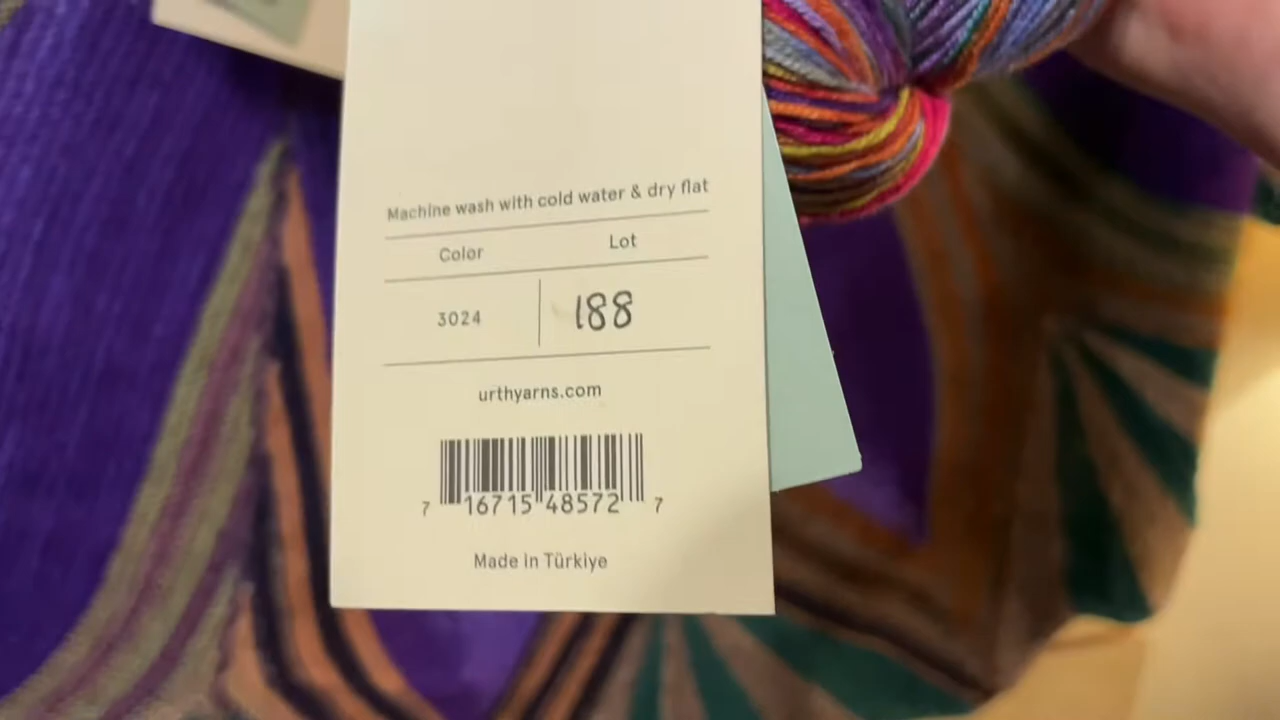 Machine wash with cold water & dry flat
Color Lot
3024 188
urthyarns.com
7 16715 48572 7
Made in Türkiye